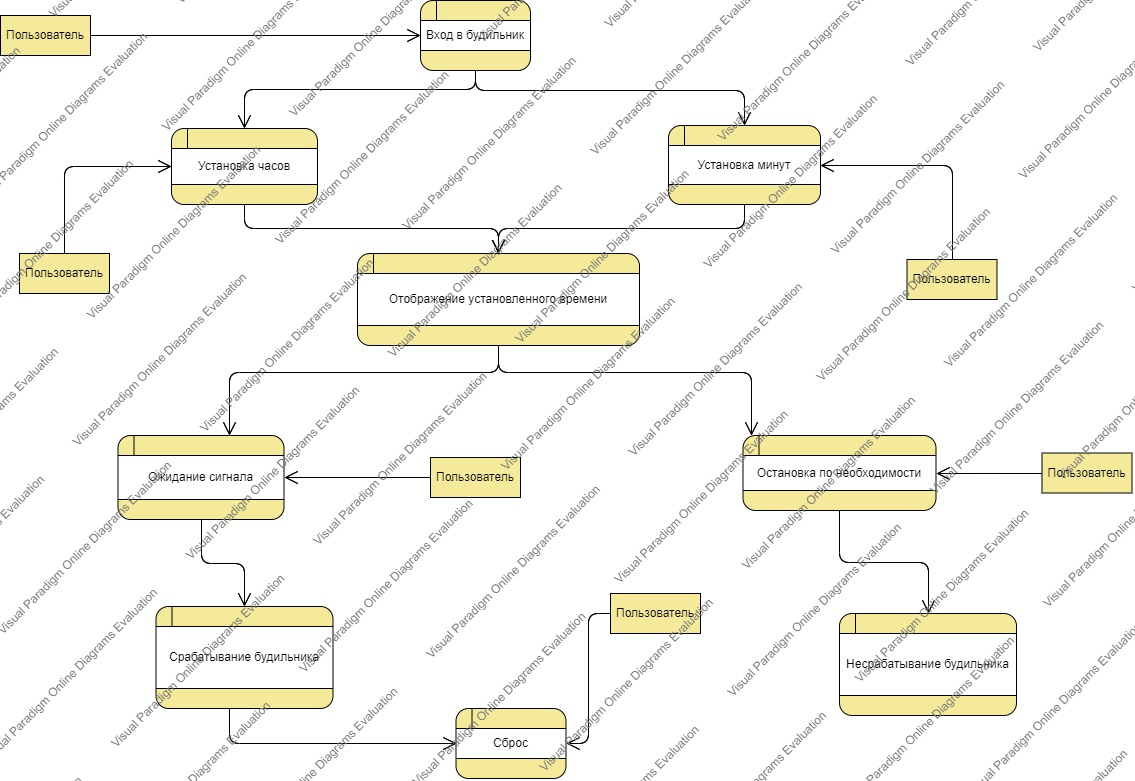 Пользователь
Вход в будильник
Установка часов
Установка минут
Пользователь
Пользователь
Отображение установленного времени
Ожидание сигнала
Пользователь
Остановка по необходимости
Пользователь
Пользователь
Срабатывание будильника
Несрабатывание будильника
Сброс
Visual Paradigm Online Diagrams Evaluation